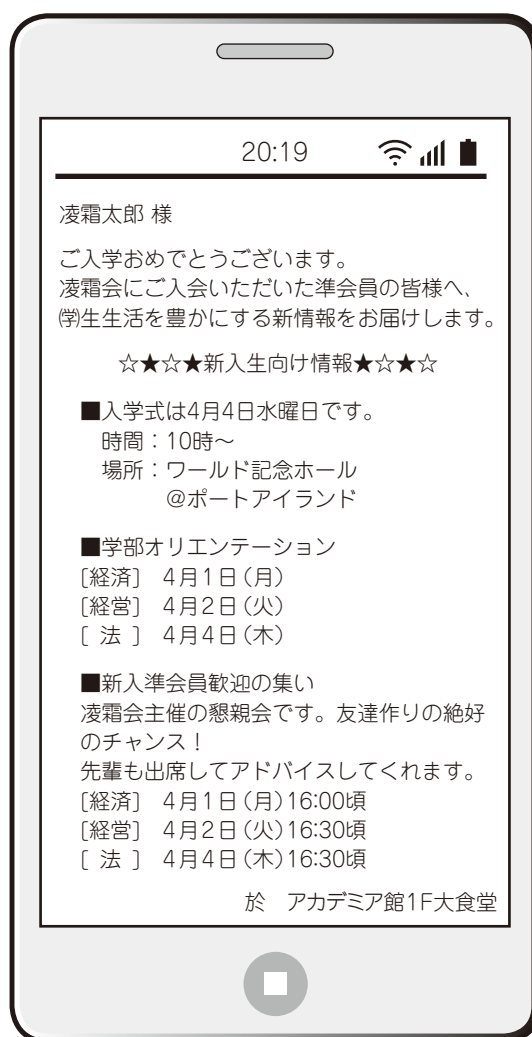 20:19
凌霜太郎 様
ご入学おめでとうございます。
凌霜会にご入会いただいた準会員の皆様へ、
学生生活を豊かにする新情報をお届けします。
☆★☆★新入生向け情報★☆★☆
■入学式は4月4日水曜日です。
時間:10時〜
場所:ワールド記念ホール
@ポートアイランド
■学部オリエンテーション
[経済] 4月1日(月)
[経営] 4月2日(火)
[ 法 ] 4月4日(木)
■新入準会員歓迎の集い
凌霜会主催の懇親会です。友達作りの絶好
のチャンス!
先輩も出席してアドバイスしてくれます。
[経済] 4月1日(月)16:00頃
[経営] 4月2日(火)16:30頃
[ 法 ] 4月4日(木)16:30頃
於 アカデミア館1F大食堂